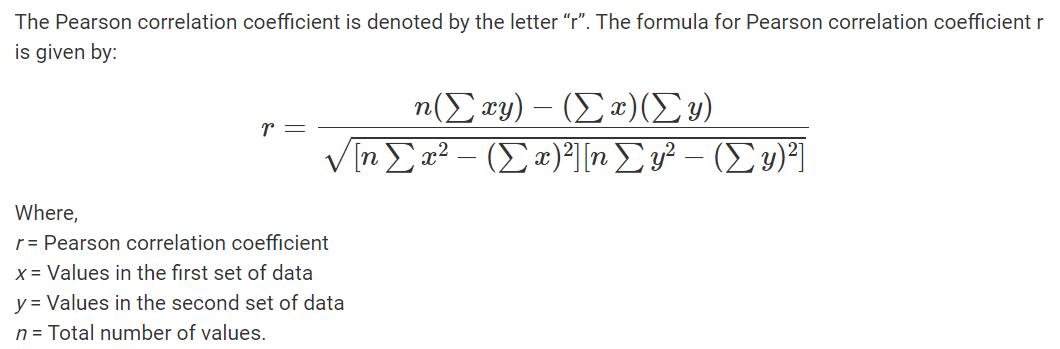 The Pearson correlation coefficient is denoted by the letter “r”. The formula for Pearson correlation coefficient r
is given by:
r = n(∑ xy) − (∑ x)(∑ y) / √[n ∑ x² − (∑ x)²][n ∑ y² − (∑ y)²]
Where,
r = Pearson correlation coefficient
x = Values in the first set of data
y = Values in the second set of data
n = Total number of values.